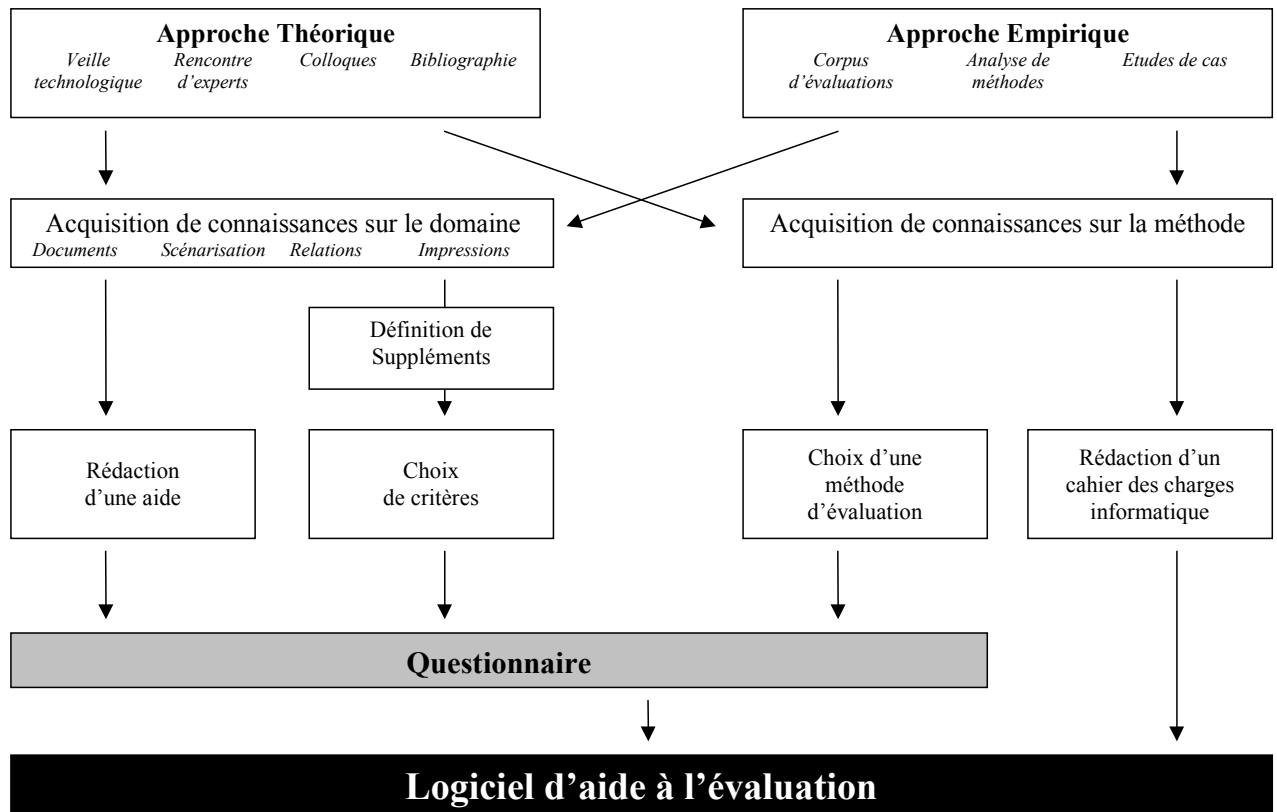 Approche Théorique
Veille technologique
Rencontre d’experts
Colloques
Bibliographie
Approche Empirique
Corpus d’évaluations
Analyse de méthodes
Etudes de cas
Acquisition de connaissances sur le domaine
Documents Scénarisation Relations Impressions
Acquisition de connaissances sur la méthode
Définition de
Suppléments
Rédaction
d’une aide
Choix
de critères
Choix d’une
méthode
d’évaluation
Rédaction d’un
cahier des charges
informatique
Questionnaire
Logiciel d’aide à l’évaluation